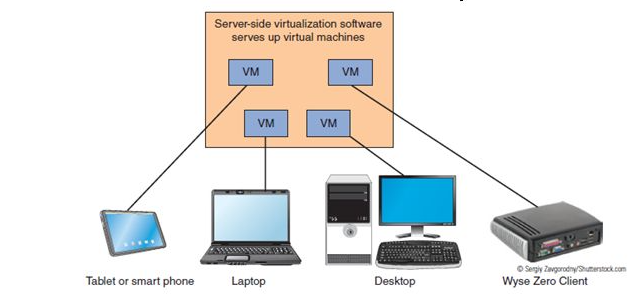 Server-side virtualization software
serves up virtual machines
VM
VM
VM
VM
Tablet or smart phone
Laptop
Desktop
Wyse Zero Client
© Sergiy Zavgorodny/Shutterstock.com